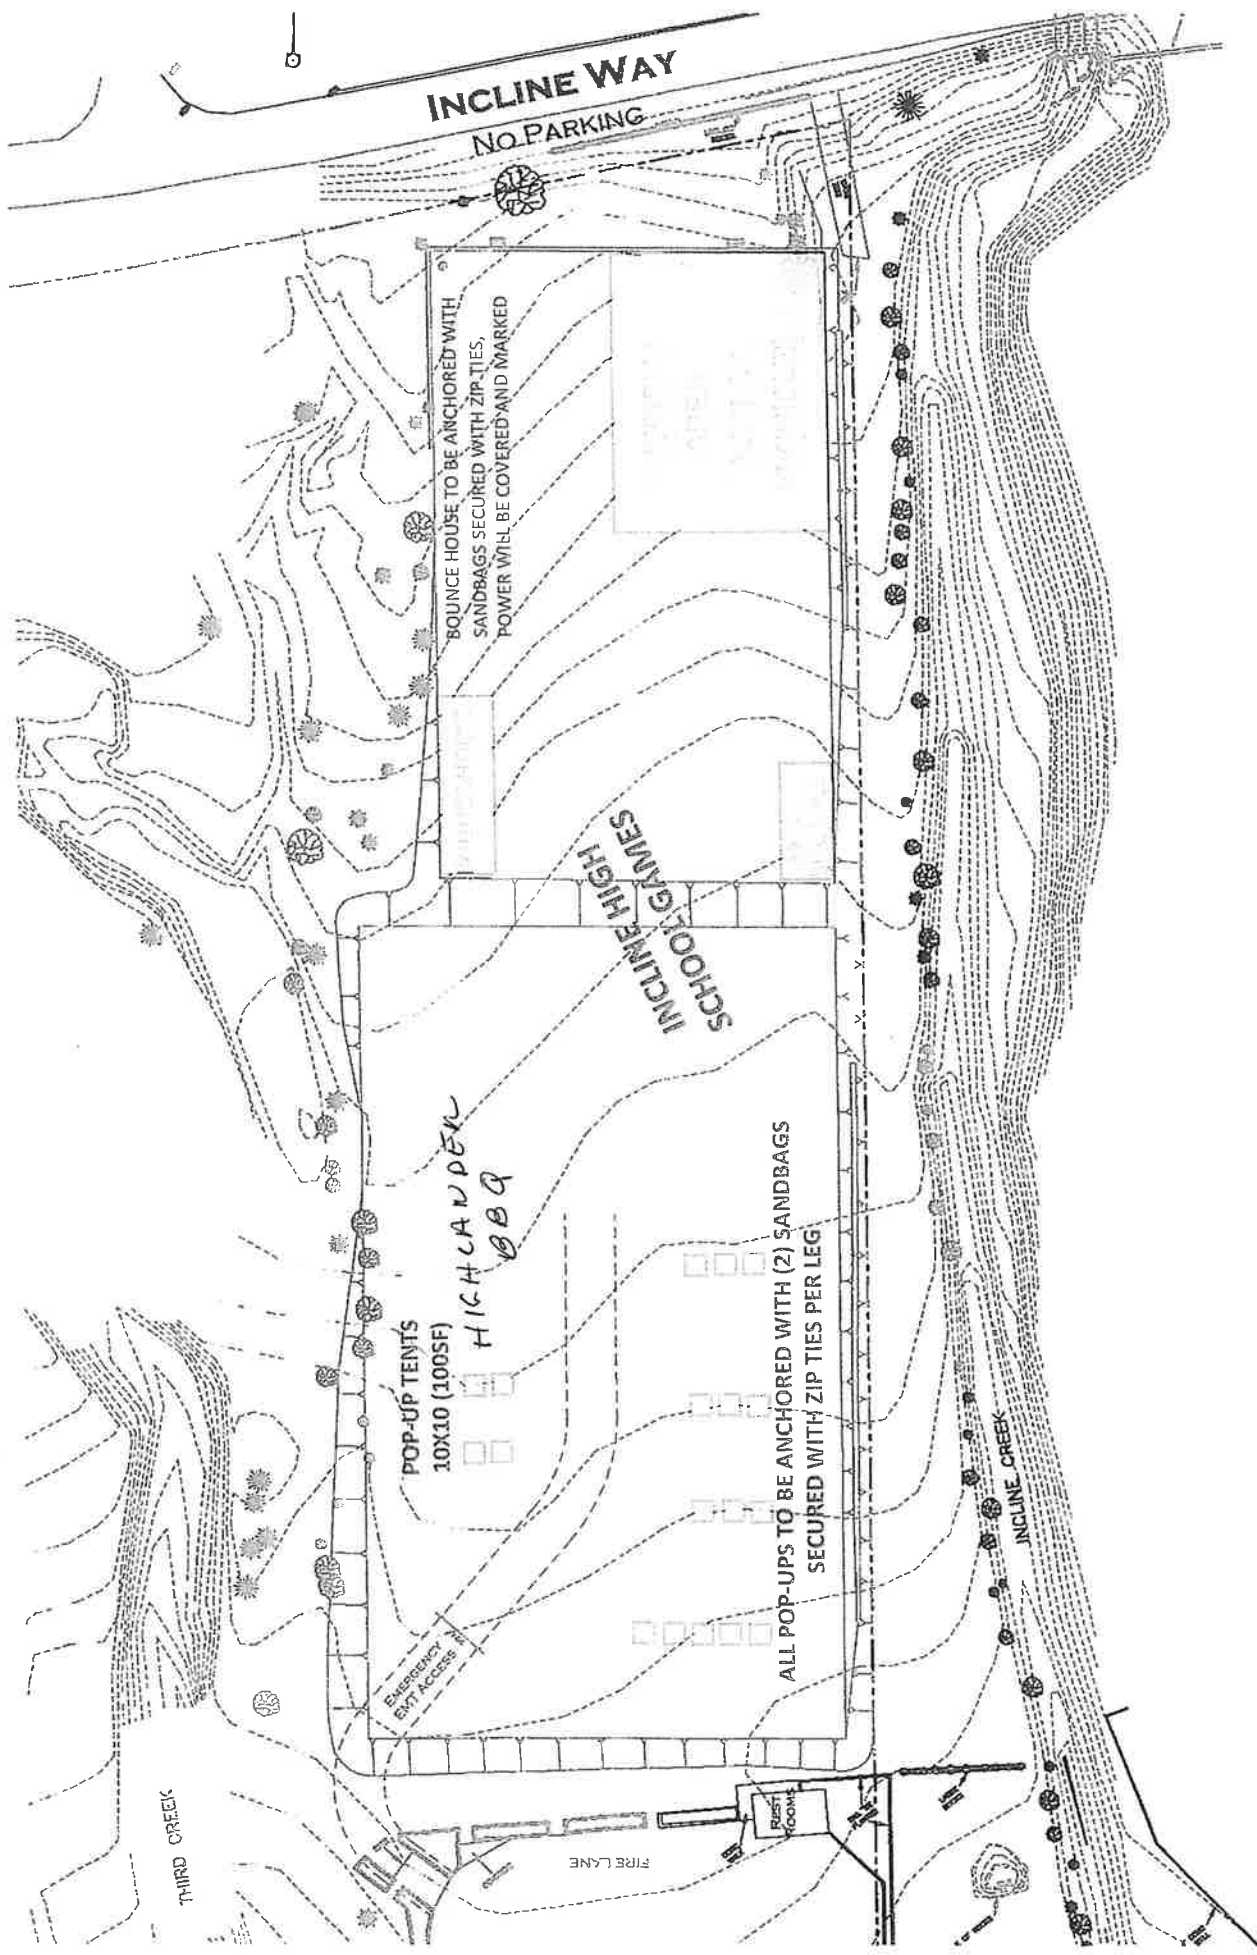 INCLINE WAY
NO PARKING
BOUNCE HOUSE TO BE ANCHORED WITH
SANDBAGS SECURED WITH ZIP TIES,
POWER WILL BE COVERED AND MARKED
INCLINE HIGH
SCHOOL GAMES
HIGHLANDER
BBQ
POP-UP TENTS
10X10 (100SF)
ALL POP-UPS TO BE ANCHORED WITH (2) SANDBAGS
SECURED WITH ZIP TIES PER LEG
EMERGENCY
EMT ACCESS
INCLINE CREEK
THIRD CREEK
REST
ROOMS
FIRE LANE